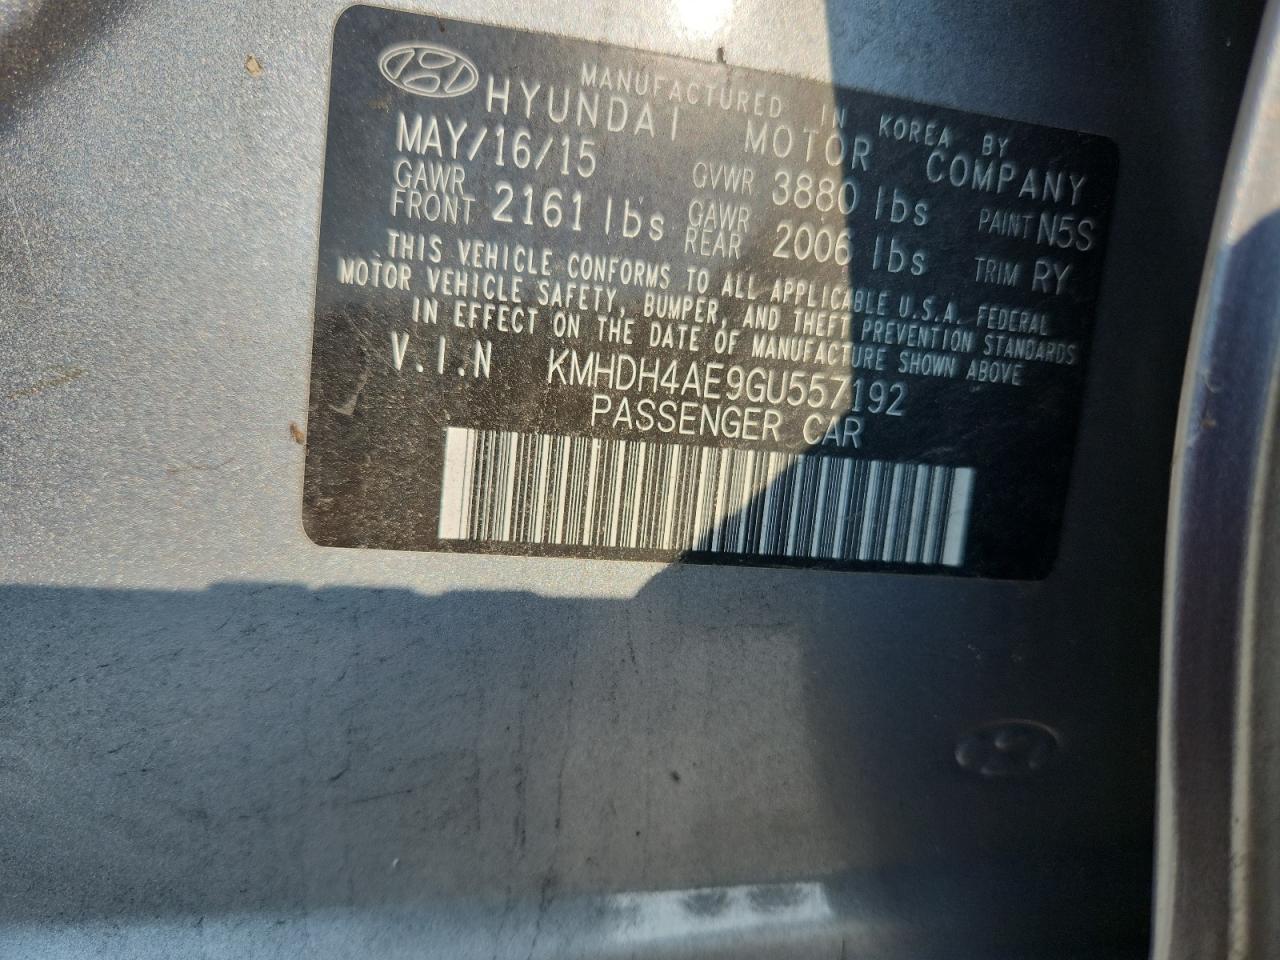 MANUFACTURED IN KOREA BY
HYUNDAI MOTOR COMPANY
MAY/16/15 GVWR 3880 lbs PAINT N5S
GAWR FRONT 2161 lbs GAWR REAR 2006 lbs TRIM RY
THIS VEHICLE CONFORMS TO ALL APPLICABLE U.S.A. FEDERAL
MOTOR VEHICLE SAFETY, BUMPER, AND THEFT PREVENTION STANDARDS
IN EFFECT ON THE DATE OF MANUFACTURE SHOWN ABOVE
V.I.N KMHDH4AE9GU557192
PASSENGER CAR